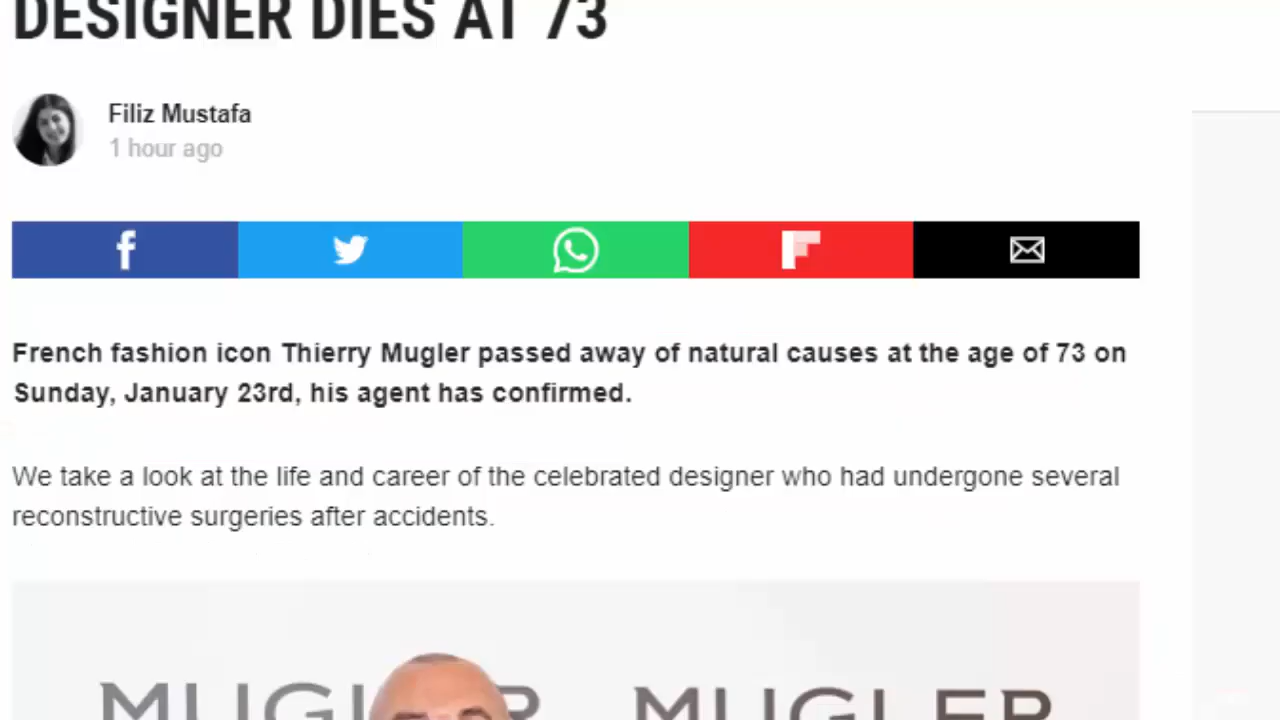 DESIGNER DIES AT 73
Filiz Mustafa
1 hour ago
French fashion icon Thierry Mugler passed away of natural causes at the age of 73 on
Sunday, January 23rd, his agent has confirmed.
We take a look at the life and career of the celebrated designer who had undergone several
reconstructive surgeries after accidents.
MUGLER MUGLER